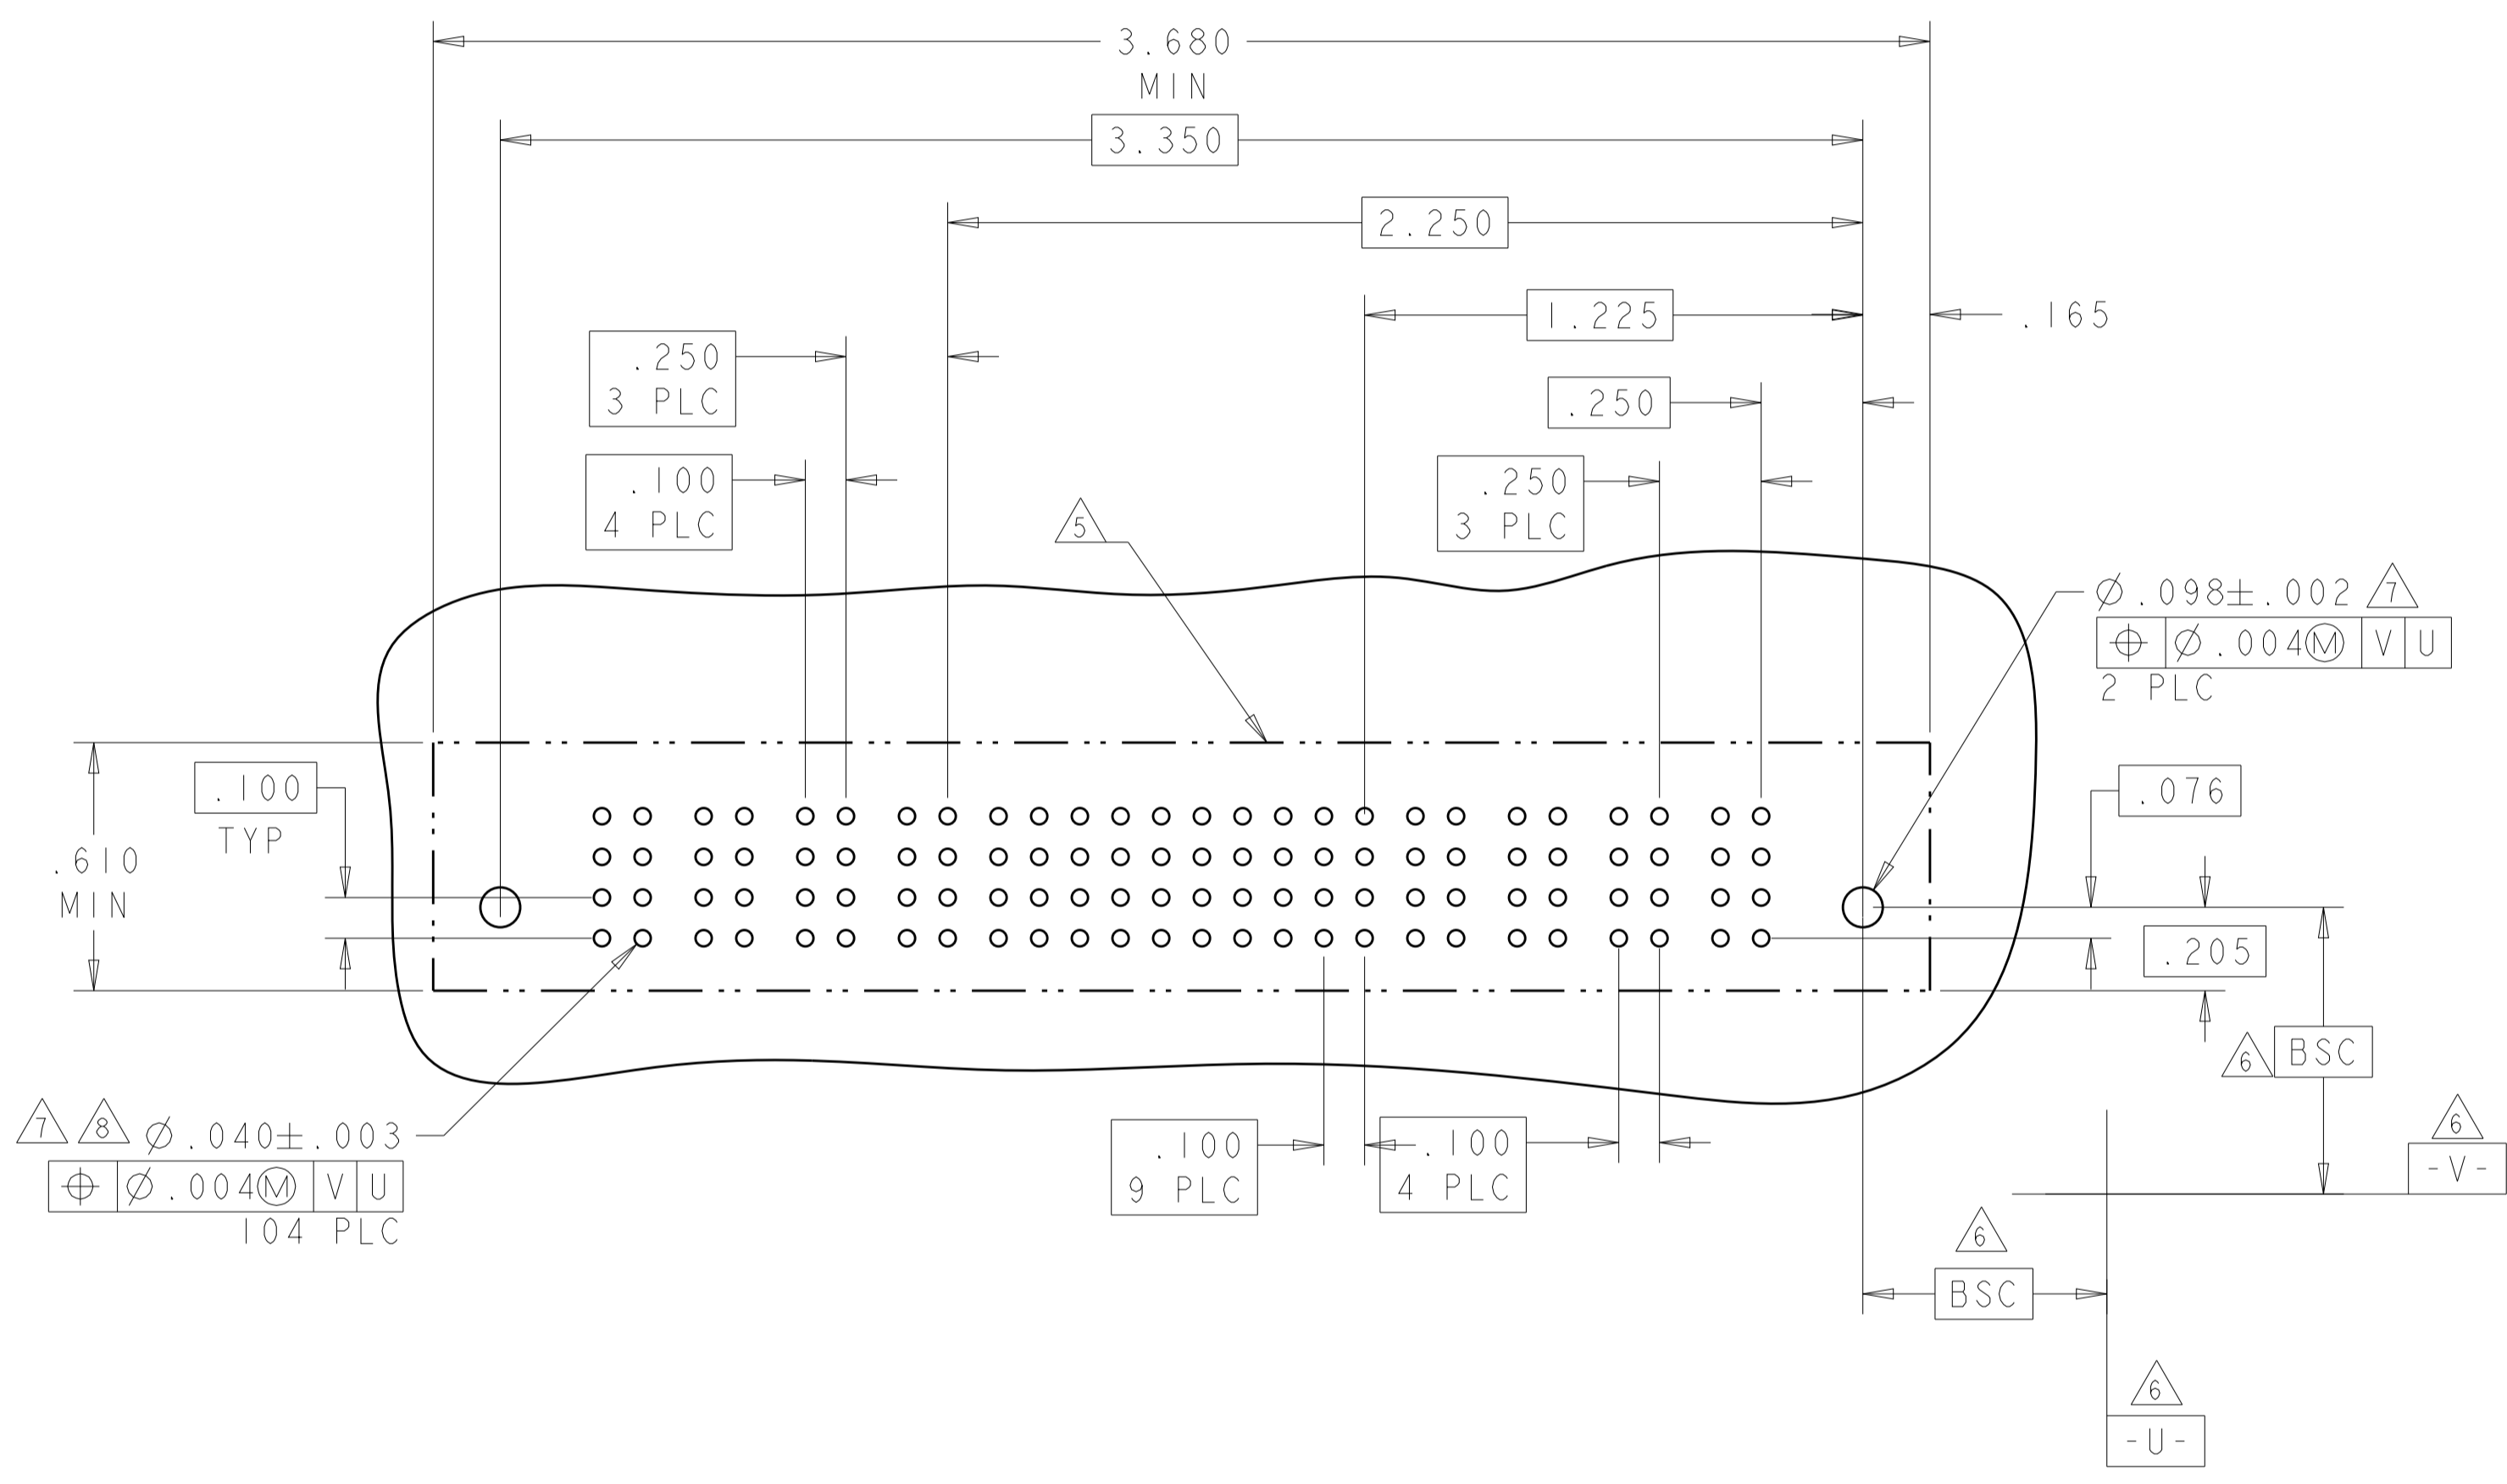 3.680
MIN
3.350
2.250
1.225
.165
.250
3 PLC
.250
.100
4 PLC
.250
3 PLC
5
⌀.098±.002 7
⌖ ⌀.004Ⓜ V U
2 PLC
.100
TYP
.076
.610
MIN
.205
6 BSC
7 8 ⌀.040±.003
⌖ ⌀.004Ⓜ V U
104 PLC
.100
9 PLC
.100
4 PLC
6
-V-
6
BSC
6
-U-